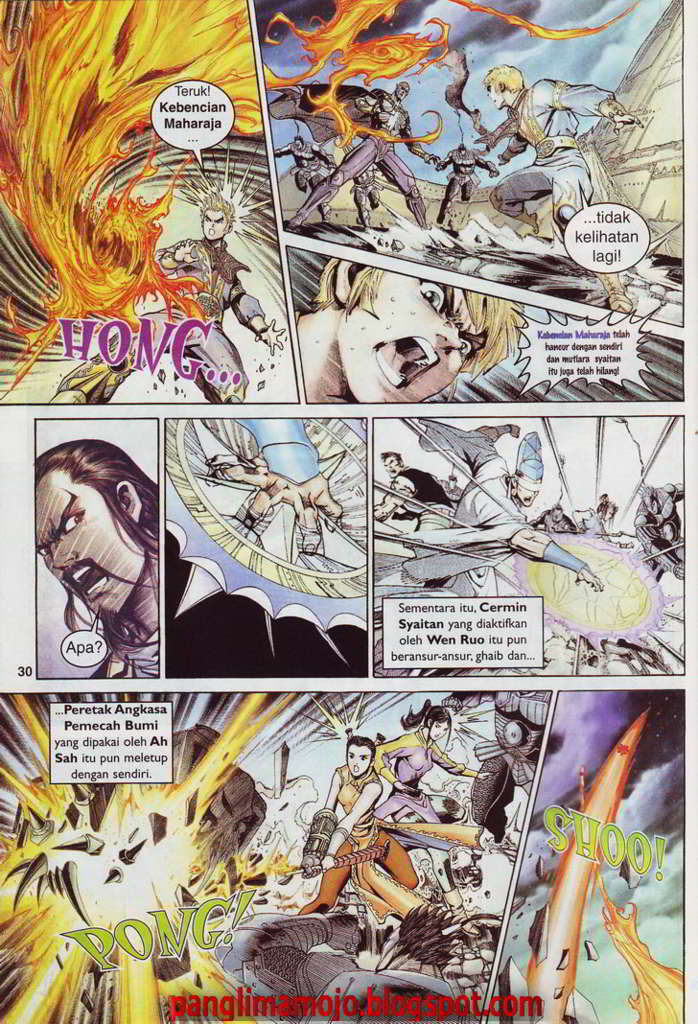 Teruk!
Kebencian
Maharaja
...
HONG...
...tidak
kelihatan
lagi!
Kebencian Maharaja telah
hancur dengan sendiri
dan mutiara syaitan
itu juga telah hilang!
Apa?
Sementara itu, Cermin
Syaitan yang diaktifkan
oleh Wen Ruo itu pun
beransur-ansur, ghaib dan...
30
...Peretak Angkasa
Pemecah Bumi
yang dipakai oleh Ah
Sah itu pun meletup
dengan sendiri.
PONG!
SHOO!
panglimamojo.blogspot.com